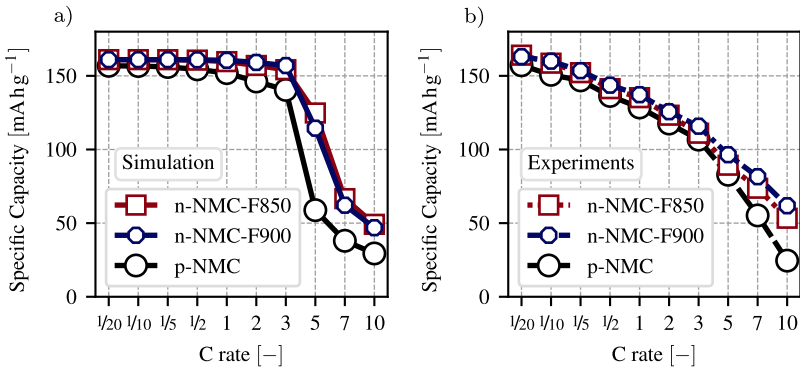 a)
Specific Capacity [mA h g⁻¹]
150
100
50
0
Simulation
n-NMC-F850
n-NMC-F900
p-NMC
1/20 1/10 1/5 1/2 1 2 3 5 7 10
C rate [−]
b)
Specific Capacity [mA h g⁻¹]
150
100
50
0
Experiments
n-NMC-F850
n-NMC-F900
p-NMC
1/20 1/10 1/5 1/2 1 2 3 5 7 10
C rate [−]